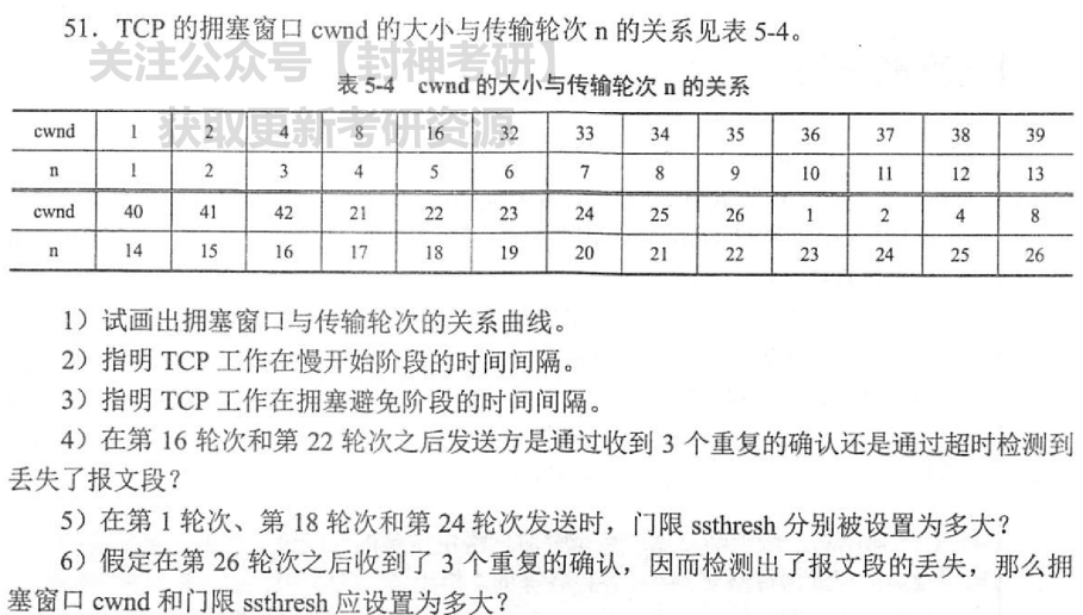 51. TCP 的拥塞窗口 cwnd 的大小与传输轮次 n 的关系见表 5-4。
关注公众号【封神考研】
表 5-4 cwnd 的大小与传输轮次 n 的关系
获取更新考研资源
cwnd 1 2 4 8 16 32 33 34 35 36 37 38 39
n 1 2 3 4 5 6 7 8 9 10 11 12 13
cwnd 40 41 42 21 22 23 24 25 26 1 2 4 8
n 14 15 16 17 18 19 20 21 22 23 24 25 26
1）试画出拥塞窗口与传输轮次的关系曲线。
2）指明 TCP 工作在慢开始阶段的时间间隔。
3）指明 TCP 工作在拥塞避免阶段的时间间隔。
4）在第 16 轮次和第 22 轮次之后发送方是通过收到 3 个重复的确认还是通过超时检测到
丢失了报文段？
5）在第 1 轮次、第 18 轮次和第 24 轮次发送时，门限 ssthresh 分别被设置为多大？
6）假定在第 26 轮次之后收到了 3 个重复的确认，因而检测出了报文段的丢失，那么拥
塞窗口 cwnd 和门限 ssthresh 应设置为多大？